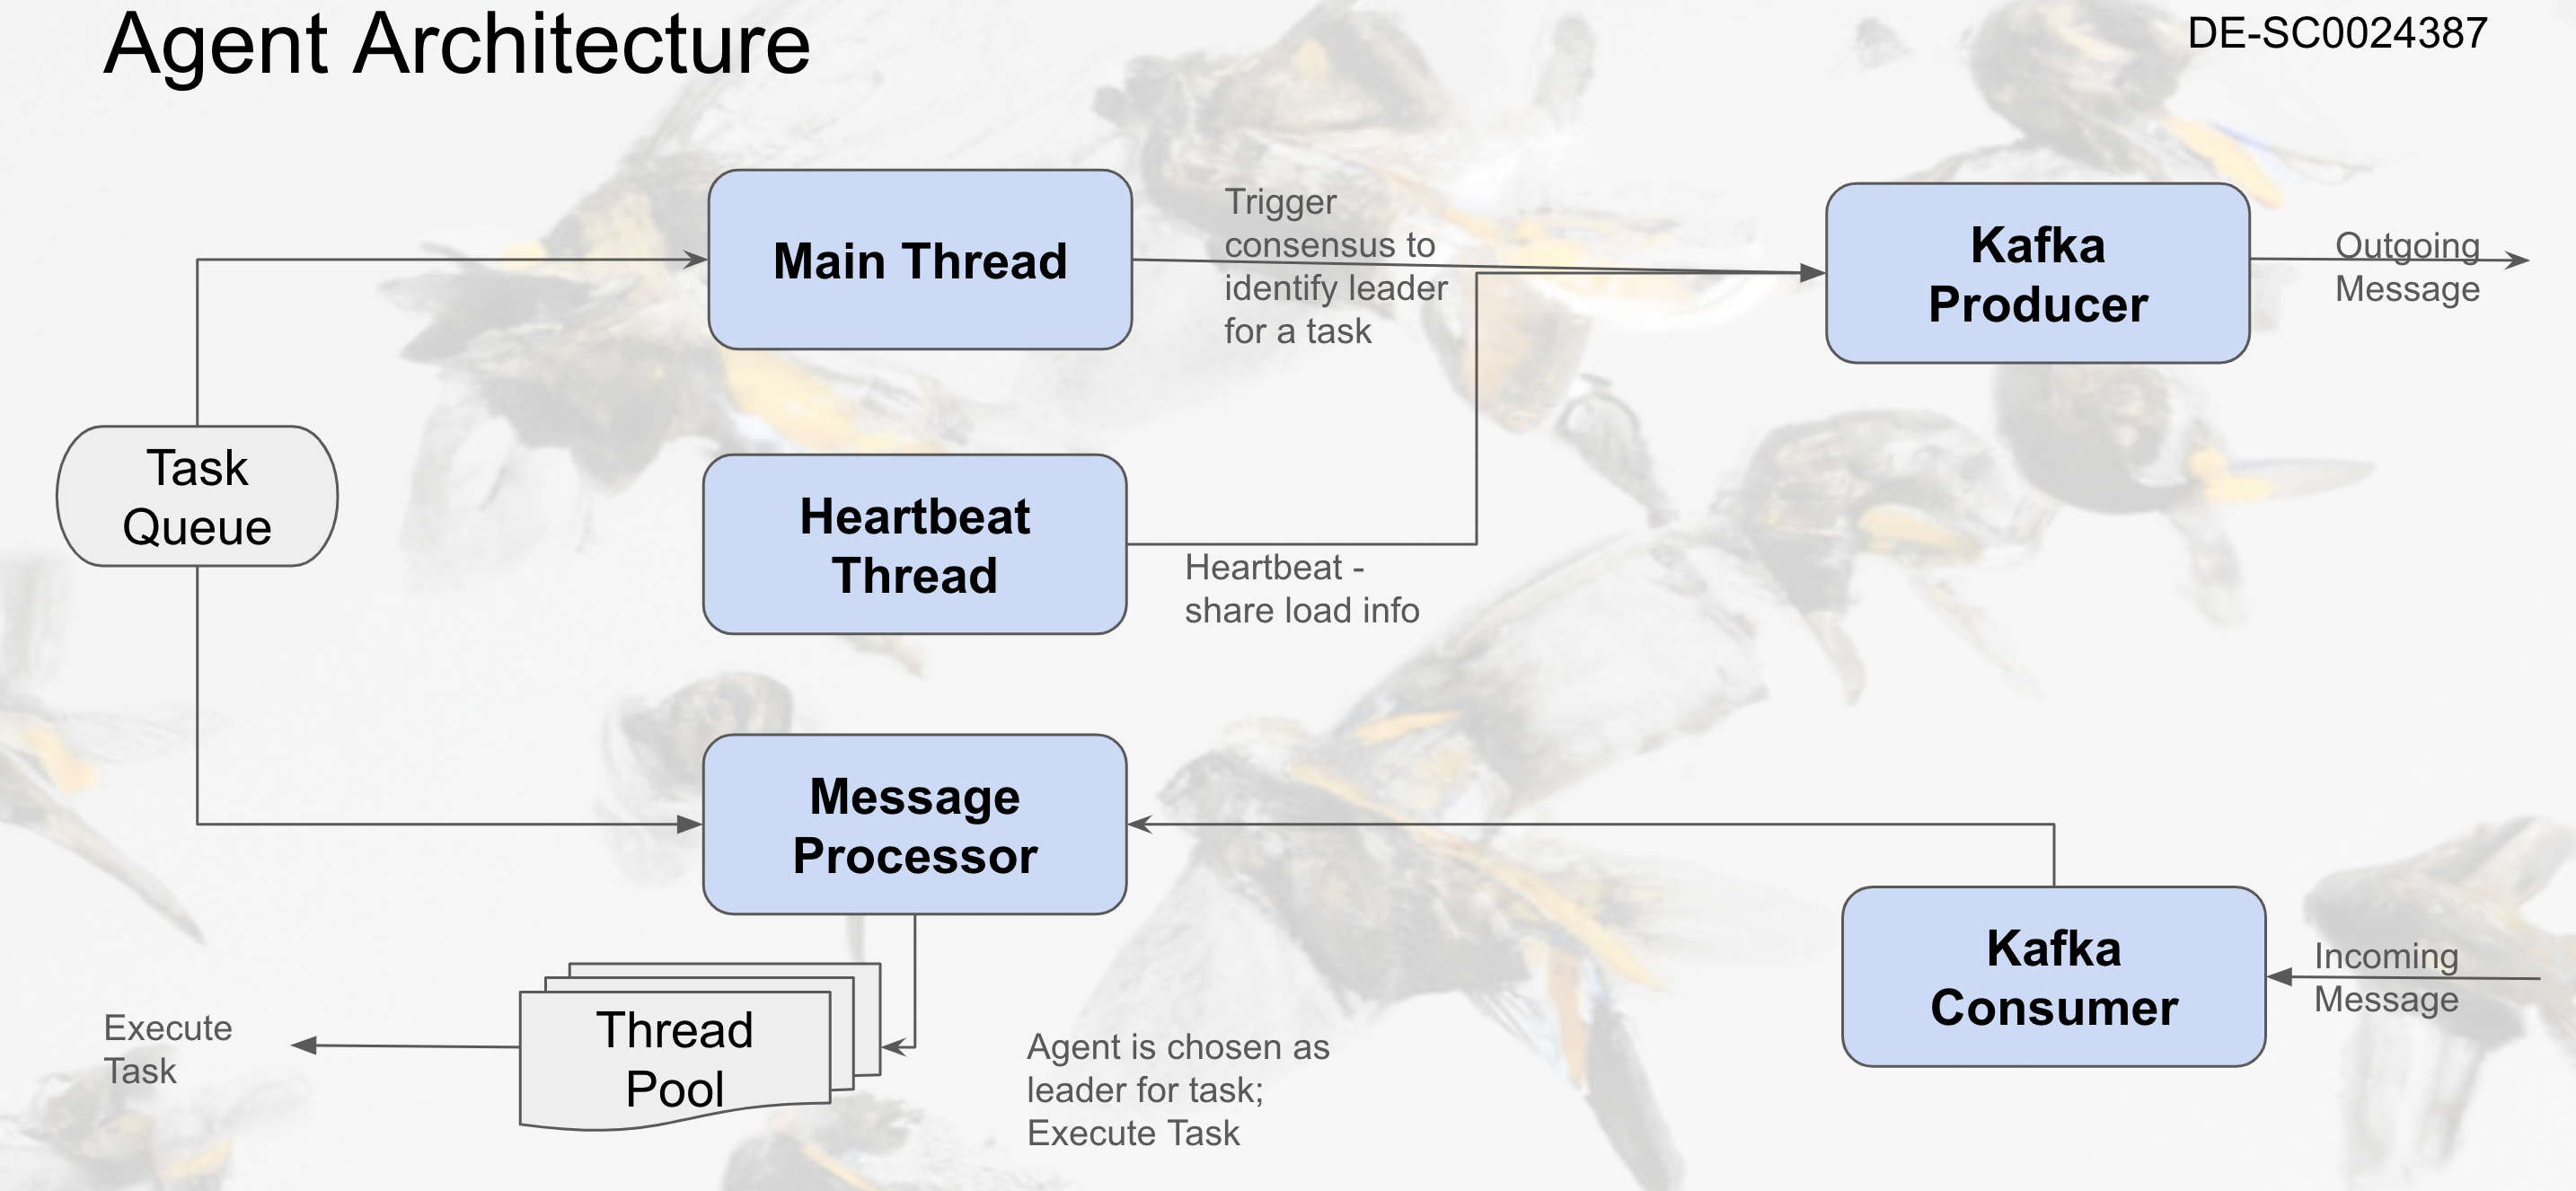 Agent Architecture
DE-SC0024387
Main Thread
Trigger
consensus to
identify leader
for a task
Kafka
Producer
Outgoing
Message
Task
Queue
Heartbeat
Thread
Heartbeat -
share load info
Message
Processor
Kafka
Consumer
Incoming
Message
Execute
Task
Thread
Pool
Agent is chosen as
leader for task;
Execute Task